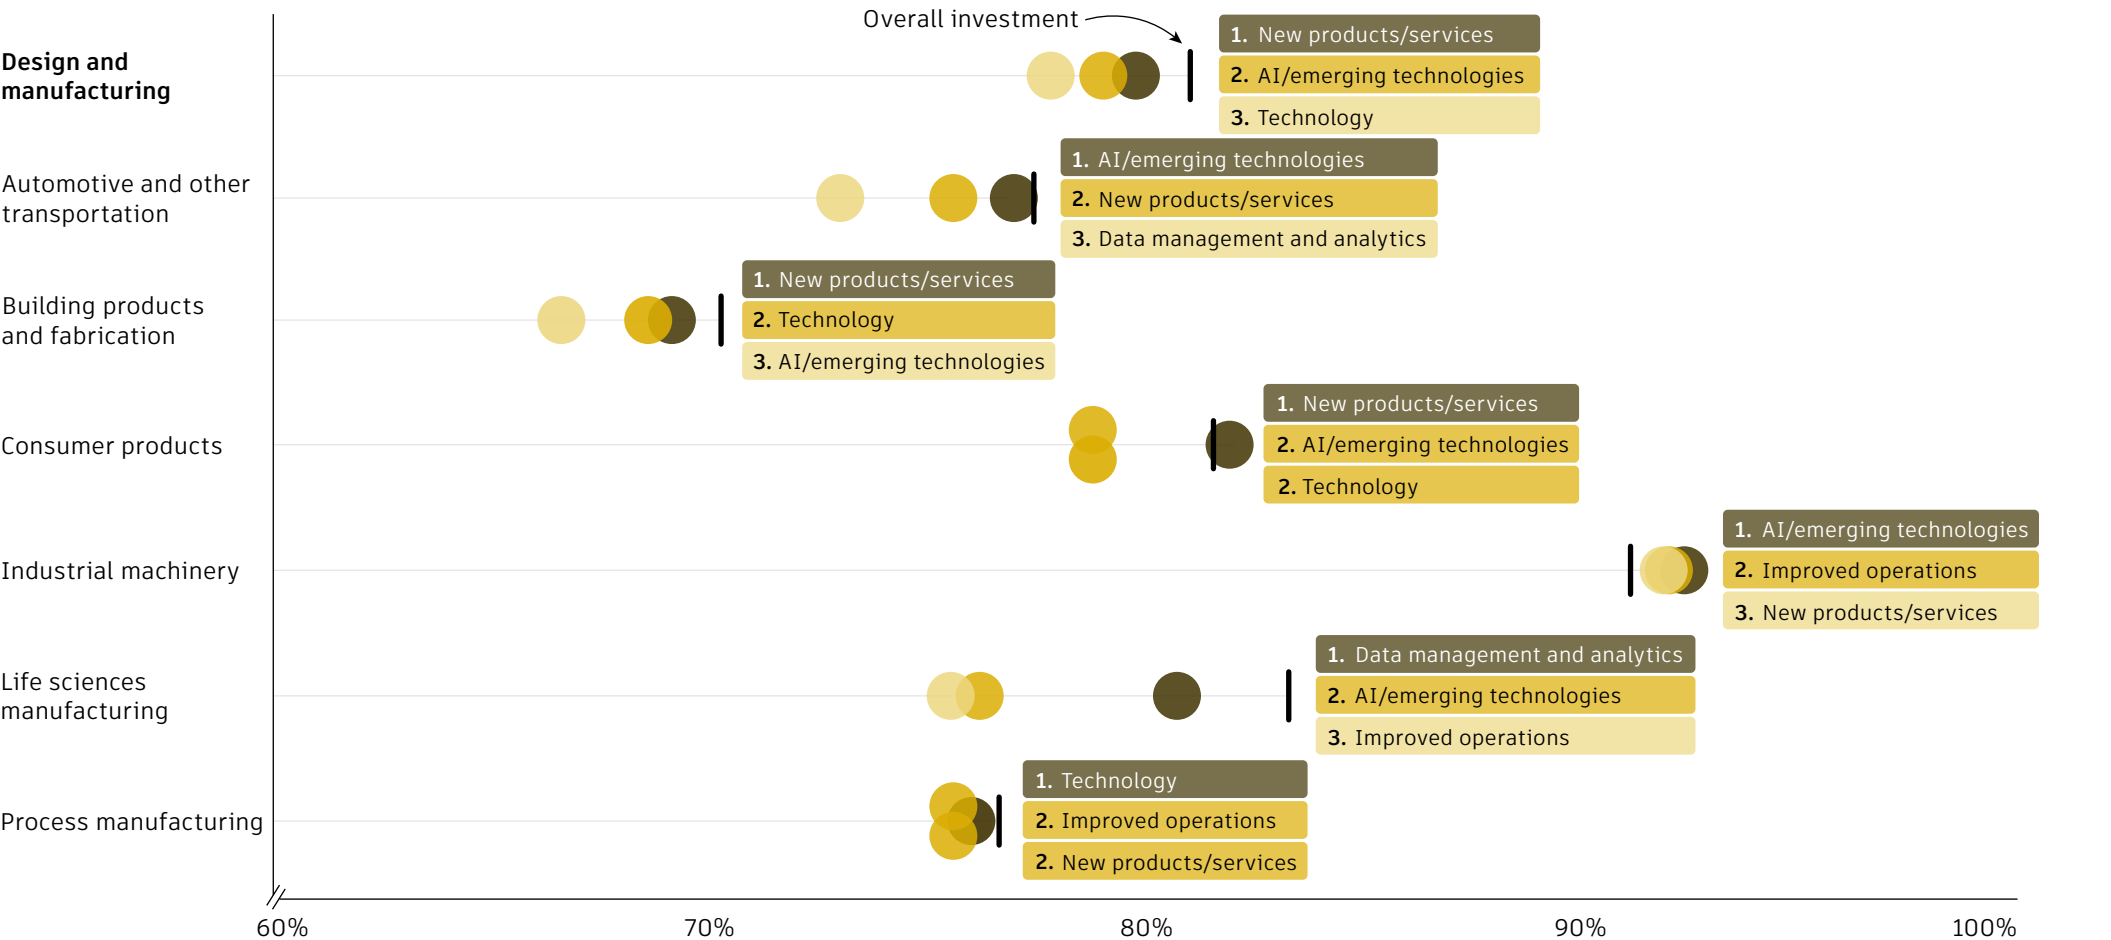 Overall investment
Design and
manufacturing
1. New products/services
2. AI/emerging technologies
3. Technology
Automotive and other
transportation
1. AI/emerging technologies
2. New products/services
3. Data management and analytics
Building products
and fabrication
1. New products/services
2. Technology
3. AI/emerging technologies
Consumer products
1. New products/services
2. AI/emerging technologies
2. Technology
Industrial machinery
1. AI/emerging technologies
2. Improved operations
3. New products/services
Life sciences
manufacturing
1. Data management and analytics
2. AI/emerging technologies
3. Improved operations
Process manufacturing
1. Technology
2. Improved operations
2. New products/services
60% 70% 80% 90% 100%